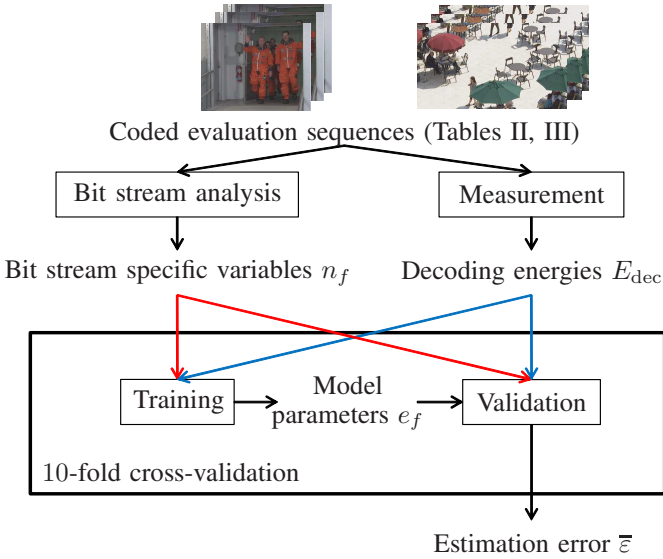 Coded evaluation sequences (Tables II, III)
Bit stream analysis
Measurement
Bit stream specific variables n_f
Decoding energies E_dec
Training
Model
parameters e_f
Validation
10-fold cross-validation
Estimation error ε̅